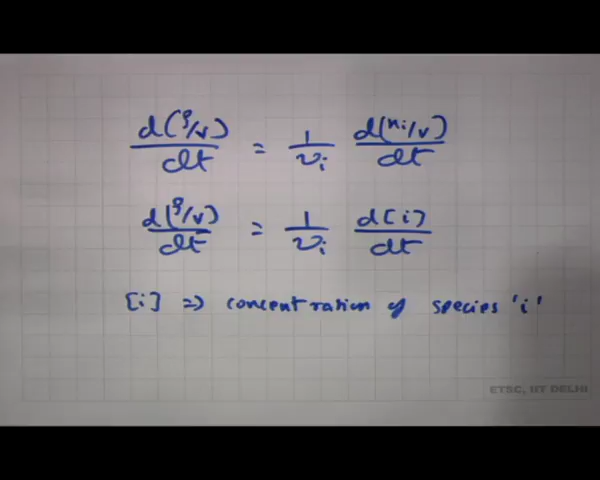 d(ξ/v)/dt = 1/νi d(ni/v)/dt
d(ξ/v)/dt = 1/νi d[i]/dt
[i] ⇒ concentration of species 'i'
ETSC, IIT DELHI